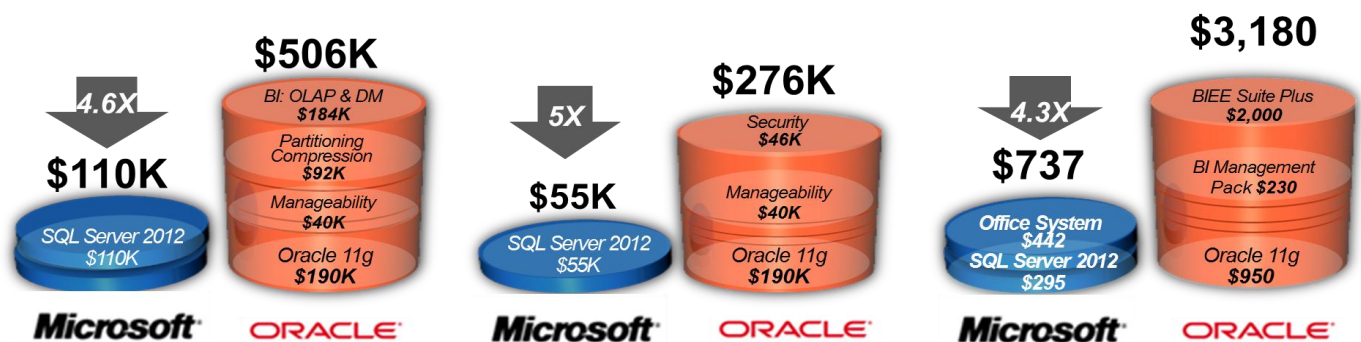 $506K
4.6X
BI: OLAP & DM
$184K
Partitioning
Compression
$92K
$110K
Manageability
$40K
SQL Server 2012
$110K
Oracle 11g
$190K
Microsoft
ORACLE
$276K
5X
Security
$46K
$55K
Manageability
$40K
SQL Server 2012
$55K
Oracle 11g
$190K
Microsoft
ORACLE
$3,180
4.3X
BIEE Suite Plus
$2,000
$737
BI Management
Pack $230
Office System
$442
SQL Server 2012
$295
Oracle 11g
$950
Microsoft
ORACLE